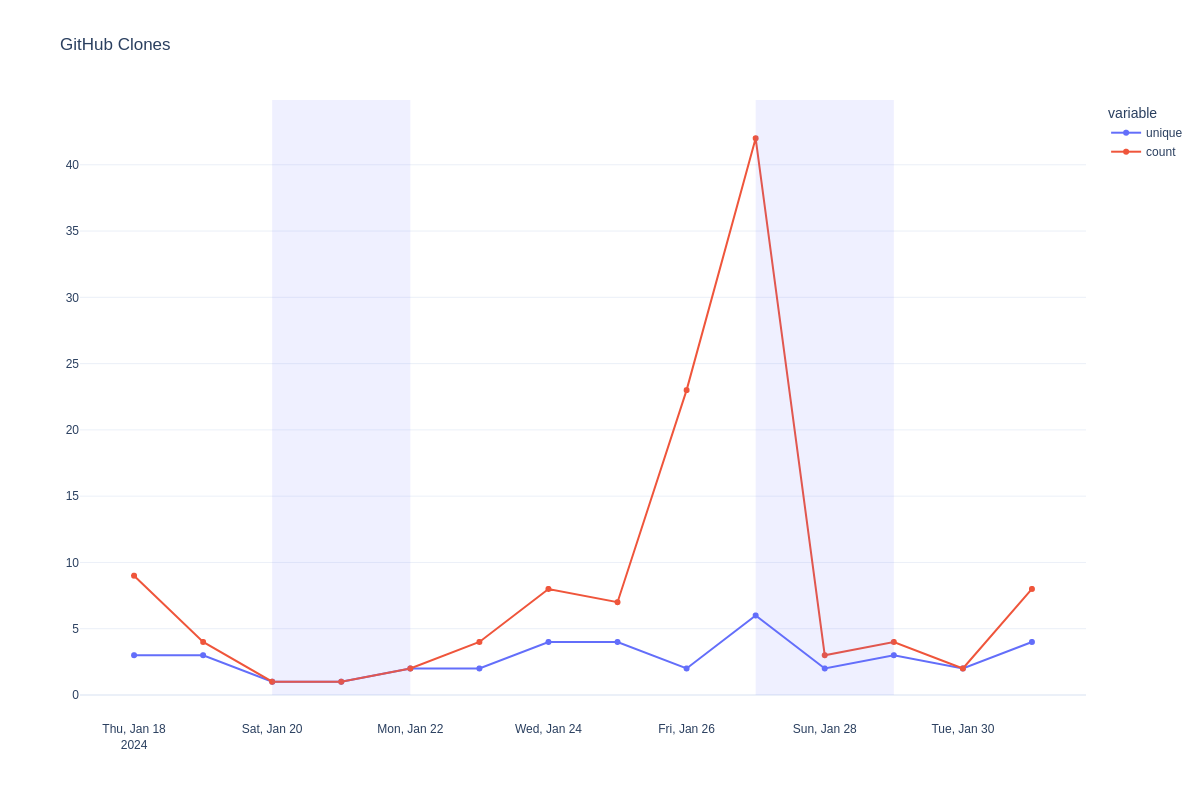 GitHub Clones
variable
unique
count
40
35
30
25
20
15
10
5
0
Thu, Jan 18
2024
Sat, Jan 20
Mon, Jan 22
Wed, Jan 24
Fri, Jan 26
Sun, Jan 28
Tue, Jan 30